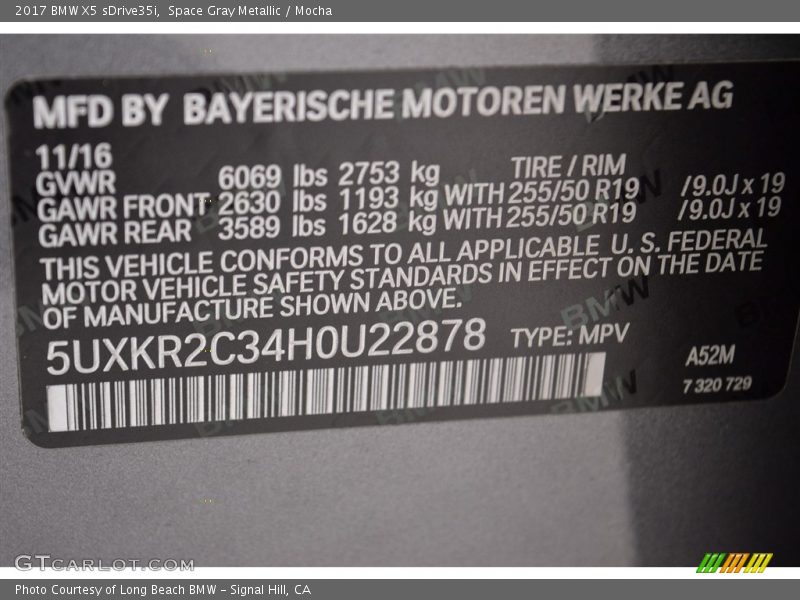 2017 BMW X5 sDrive35i, Space Gray Metallic / Mocha
MFD BY BAYERISCHE MOTOREN WERKE AG
11/16
GVWR 6069 lbs 2753 kg TIRE / RIM
GAWR FRONT 2630 lbs 1193 kg WITH 255/50 R19 /9.0J x 19
GAWR REAR 3589 lbs 1628 kg WITH 255/50 R19 /9.0J x 19
THIS VEHICLE CONFORMS TO ALL APPLICABLE U. S. FEDERAL
MOTOR VEHICLE SAFETY STANDARDS IN EFFECT ON THE DATE
OF MANUFACTURE SHOWN ABOVE.
5UXKR2C34H0U22878 TYPE: MPV
A52M
7 320 729
GTCARLOT.COM
Photo Courtesy of Long Beach BMW - Signal Hill, CA